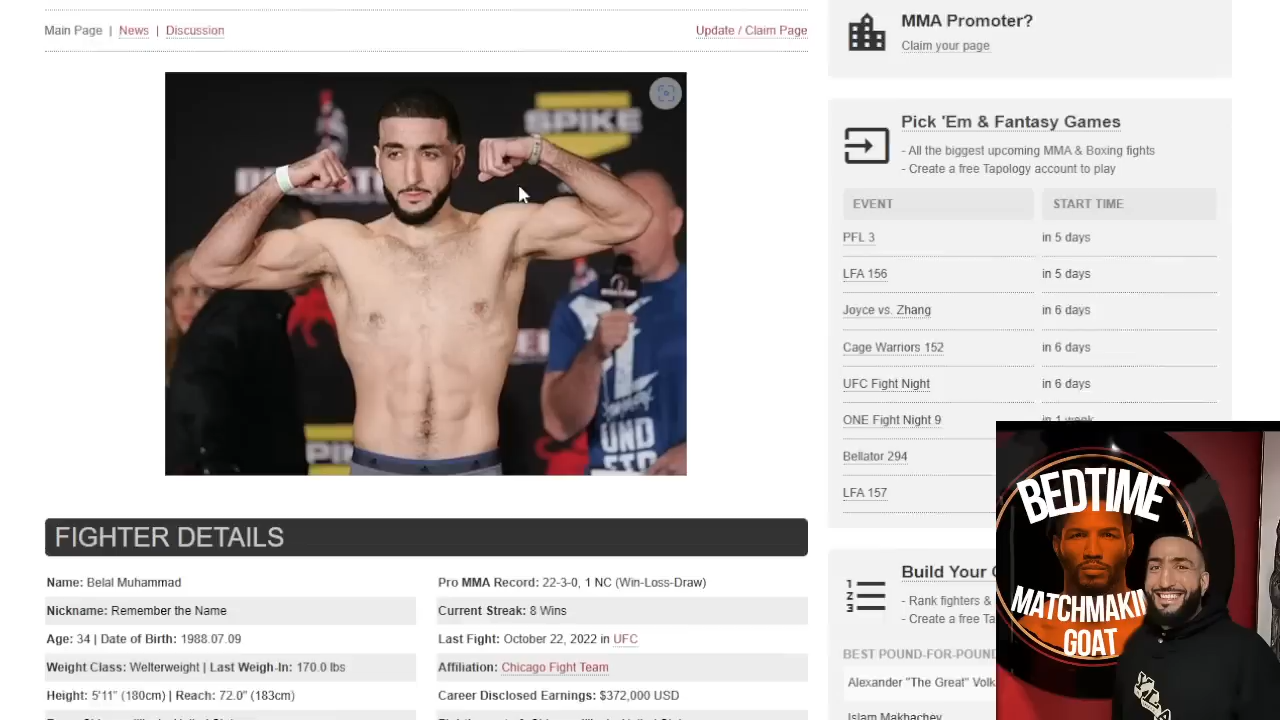 Main Page | News | Discussion
Update / Claim Page
SPIKE
FIGHTER DETAILS
Name: Belal Muhammad
Nickname: Remember the Name
Age: 34 | Date of Birth: 1988.07.09
Weight Class: Welterweight | Last Weigh-In: 170.0 lbs
Height: 5'11" (180cm) | Reach: 72.0" (183cm)
Pro MMA Record: 22-3-0, 1 NC (Win-Loss-Draw)
Current Streak: 8 Wins
Last Fight: October 22, 2022 in UFC
Affiliation: Chicago Fight Team
Career Disclosed Earnings: $372,000 USD
MMA Promoter?
Claim your page
Pick 'Em & Fantasy Games
- All the biggest upcoming MMA & Boxing fights
- Create a free Tapology account to play
EVENT START TIME
PFL 3 in 5 days
LFA 156 in 5 days
Joyce vs. Zhang in 6 days
Cage Warriors 152 in 6 days
UFC Fight Night in 6 days
ONE Fight Night 9 in 1 week
Bellator 294
LFA 157
Build Your
- Rank fighters &
- Create a free
BEST POUND-FOR-POUND
Alexander "The Great"
Islam Makhachev
BEDTIME
GOAT